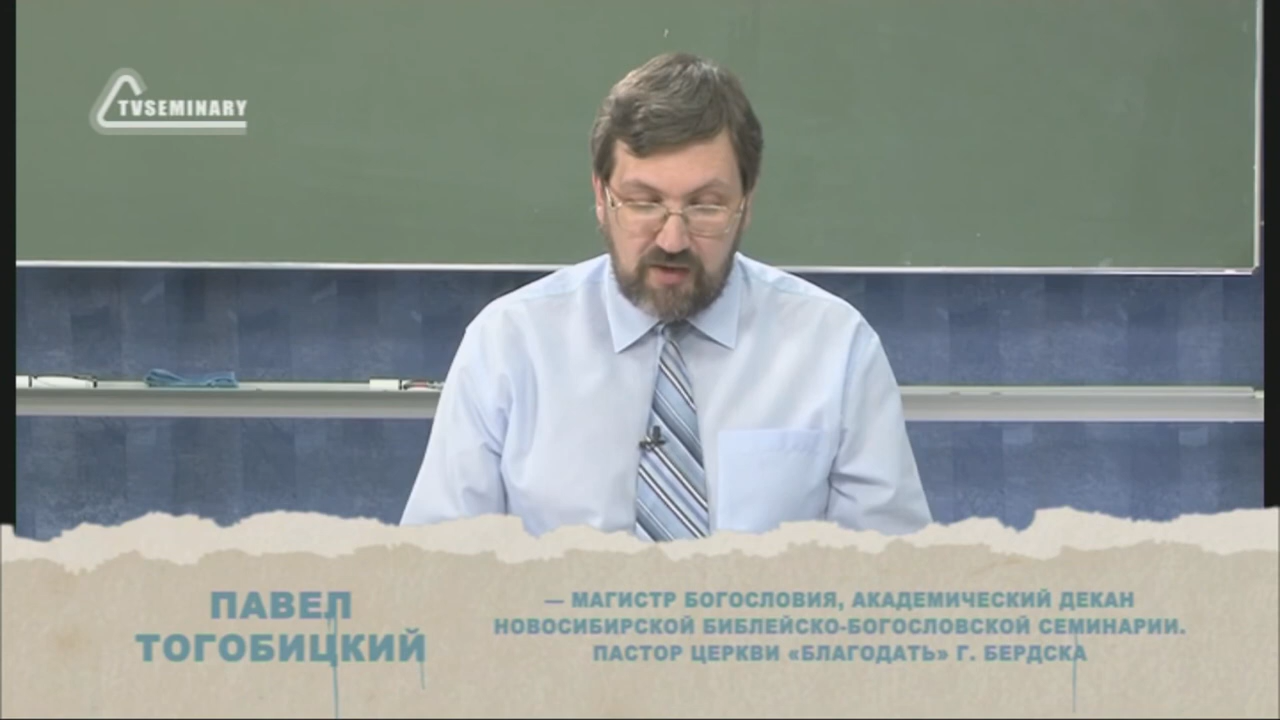 TVSEMINARY
ПАВЕЛ
ТОГОБИЦКИЙ
— МАГИСТР БОГОСЛОВИЯ, АКАДЕМИЧЕСКИЙ ДЕКАН
НОВОСИБИРСКОЙ БИБЛЕЙСКО-БОГОСЛОВСКОЙ СЕМИНАРИИ.
ПАСТОР ЦЕРКВИ «БЛАГОДАТЬ» Г. БЕРДСКА